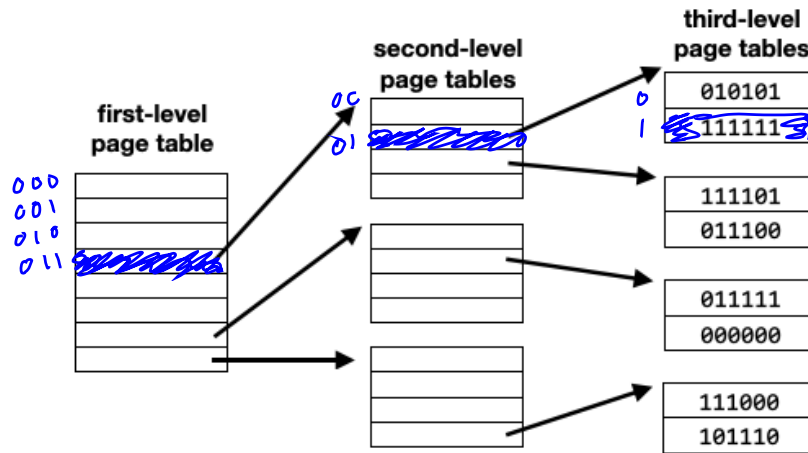 first-level
page table
000
001
010
011
second-level
page tables
00
01
third-level
page tables
0
010101
1
111111
111101
011100
011111
000000
111000
101110